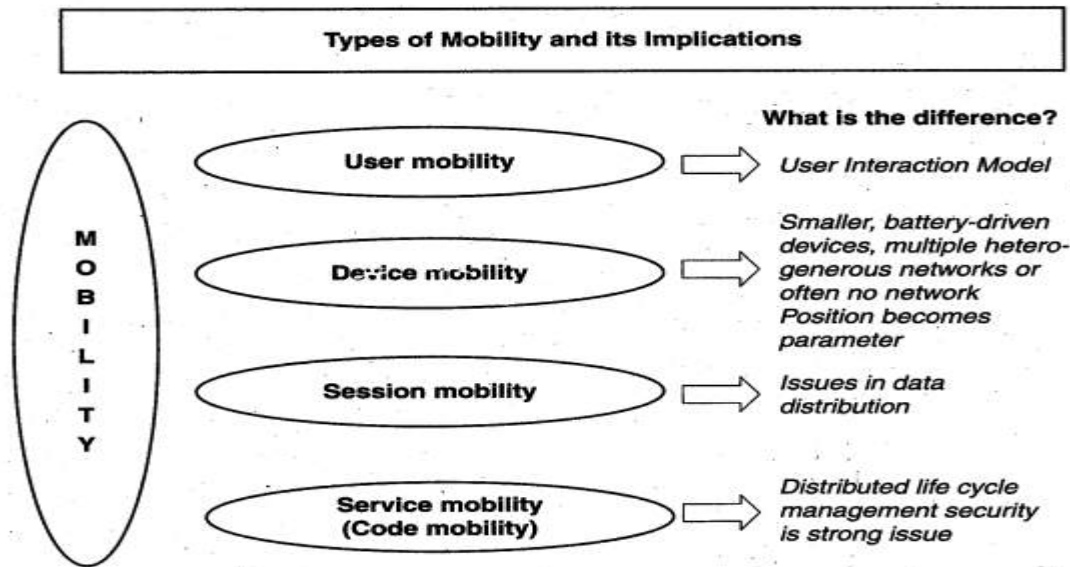 Types of Mobility and its Implications
What is the difference?
MOBILITY
User mobility
User Interaction Model
Device mobility
Smaller, battery-driven
devices, multiple hetero-
generous networks or
often no network
Position becomes
parameter
Session mobility
Issues in data
distribution
Service mobility
(Code mobility)
Distributed life cycle
management security
is strong issue